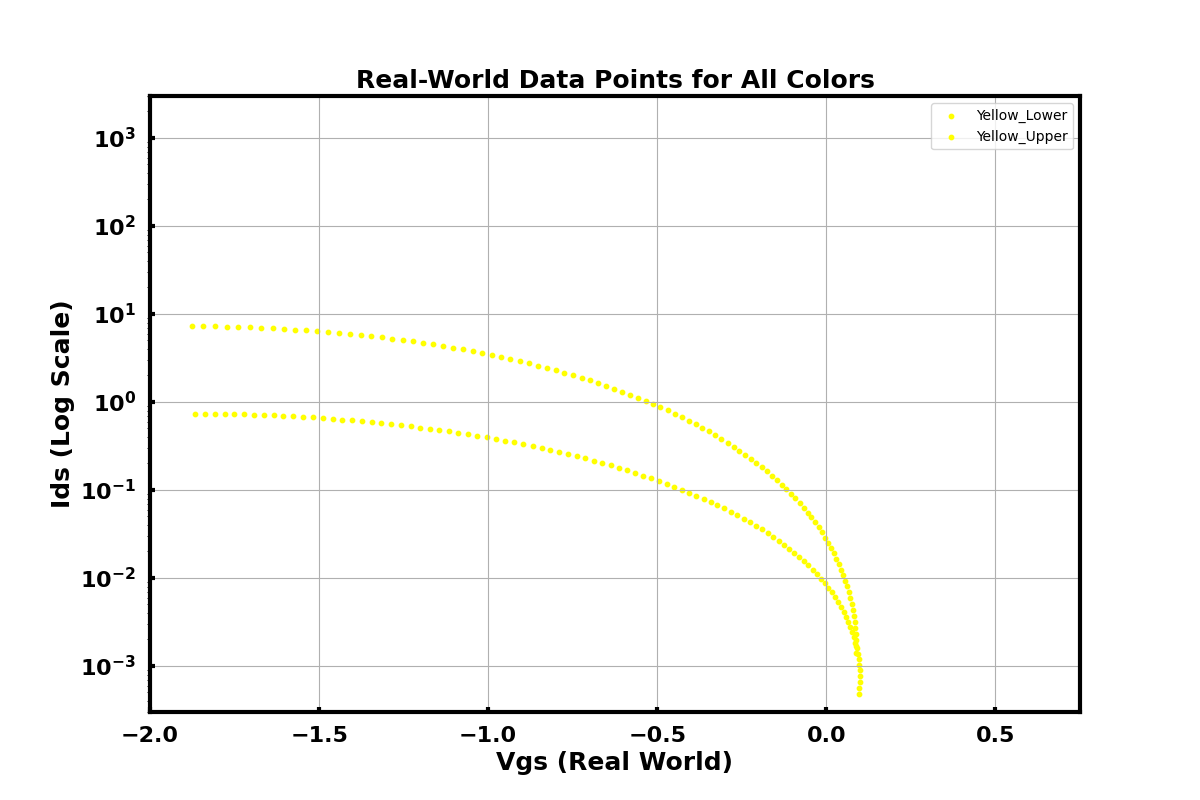 Real-World Data Points for All Colors
Yellow_Lower
Yellow_Upper
10³
10²
10¹
10⁰
10⁻¹
10⁻²
10⁻³
Ids (Log Scale)
−2.0 −1.5 −1.0 −0.5 0.0 0.5
Vgs (Real World)